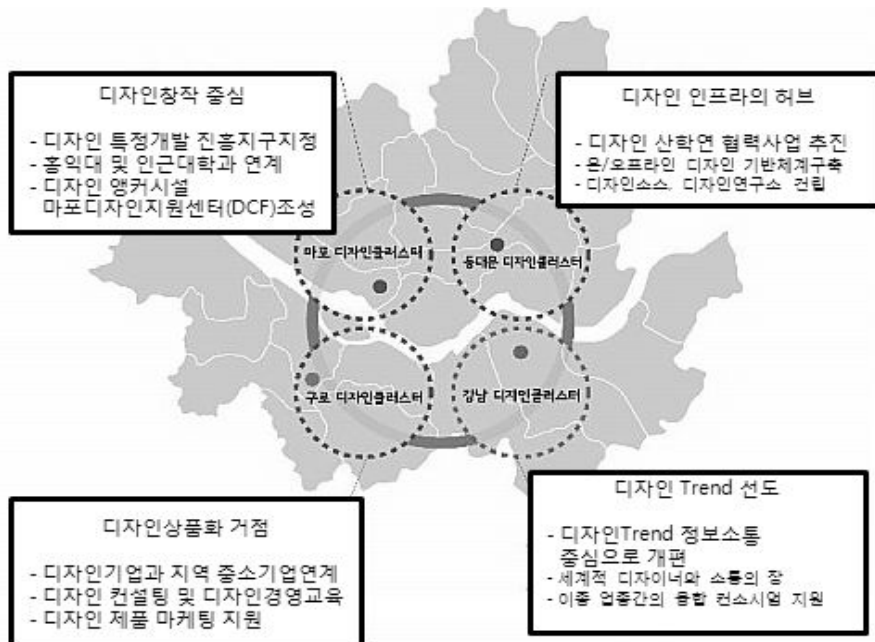 디자인창작 중심
- 디자인 특정개발 진흥지구지정
- 홍익대 및 인근대학과 연계
- 디자인 앵커시설
마포디자인지원센터(DCF)조성
디자인 인프라의 허브
- 디자인 산학연 협력사업 추진
- 온/오프라인 디자인 기반체계구축
- 디자인소스, 디자인연구소 건립
마포 디자인클러스터
동대문 디자인클러스터
구로 디자인클러스터
강남 디자인클러스터
디자인상품화 거점
- 디자인기업과 지역 중소기업연계
- 디자인 컨설팅 및 디자인경영교육
- 디자인 제품 마케팅 지원
디자인 Trend 선도
- 디자인Trend 정보소통
중심으로 개편
- 세계적 디자이너와 소통의 장
- 이종 업종간의 융합 컨소시엄 지원